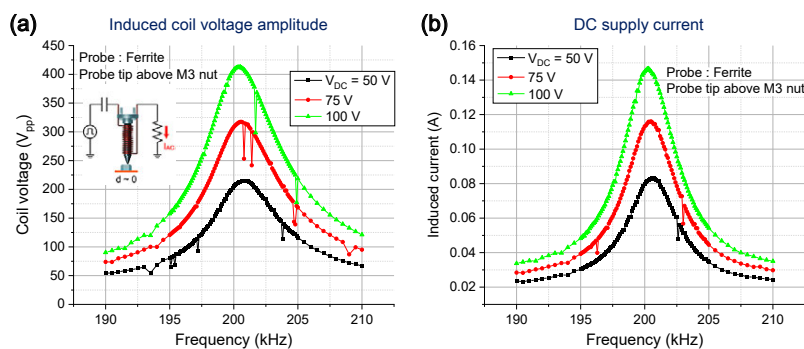 (a) Induced coil voltage amplitude
450
400
350
300
250
200
150
100
50
0
Coil voltage (V_pp)
Probe : Ferrite
Probe tip above M3 nut
V_DC = 50 V
75 V
100 V
I_AC
d ~ 0
190 195 200 205 210
Frequency (kHz)
(b) DC supply current
0.16
0.14
0.12
0.10
0.08
0.06
0.04
0.02
Induced current (A)
V_DC = 50 V
75 V
100 V
Probe : Ferrite
Probe tip above M3 nut
190 195 200 205 210
Frequency (kHz)